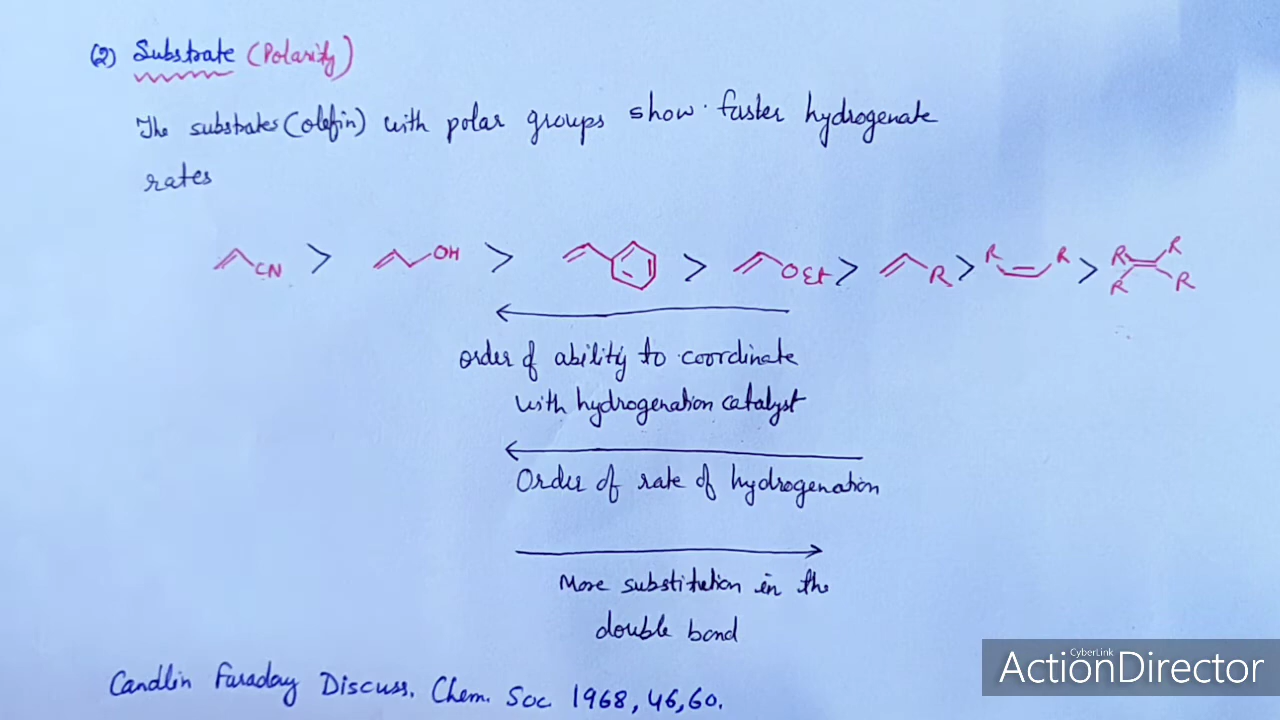 (2) Substrate (Polarity)
The substrates (olefin) with polar groups show faster hydrogenate
rates
CN > OH > > OEt > R > R R > R R R R
order of ability to coordinate
with hydrogenation catalyst
Order of rate of hydrogenation
More substitution in the
double bond
Candlin Faraday Discuss. Chem. Soc. 1968, 46, 60.
CyberLink
ActionDirector